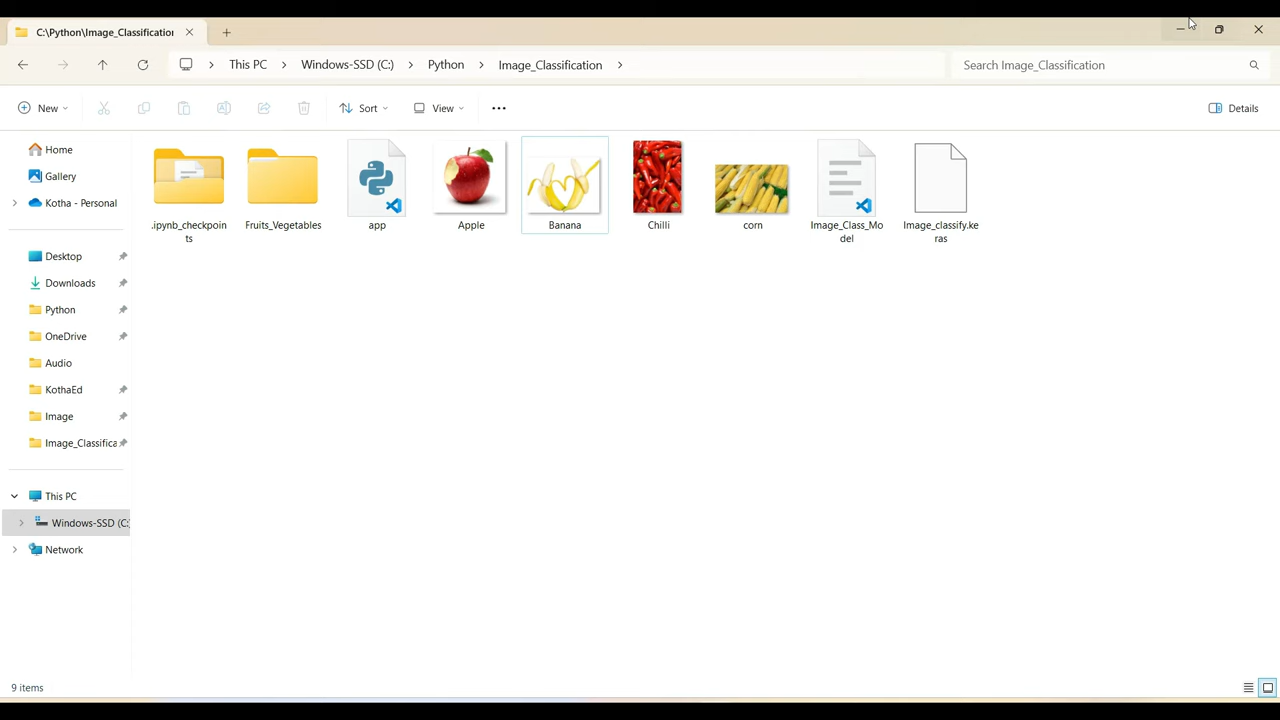 C:\Python\Image_Classification
This PC
Windows-SSD (C:)
Python
Image_Classification
Search Image_Classification
New
Sort
View
Details
Home
Gallery
Kotha - Personal
Desktop
Downloads
Python
OneDrive
Audio
KothaEd
Image
Image_Classifica
This PC
Windows-SSD (C:)
Network
.ipynb_checkpoin
ts
Fruits_Vegetables
app
Apple
Banana
Chilli
corn
Image_Class_Mo
del
Image_classify.ke
ras
9 items